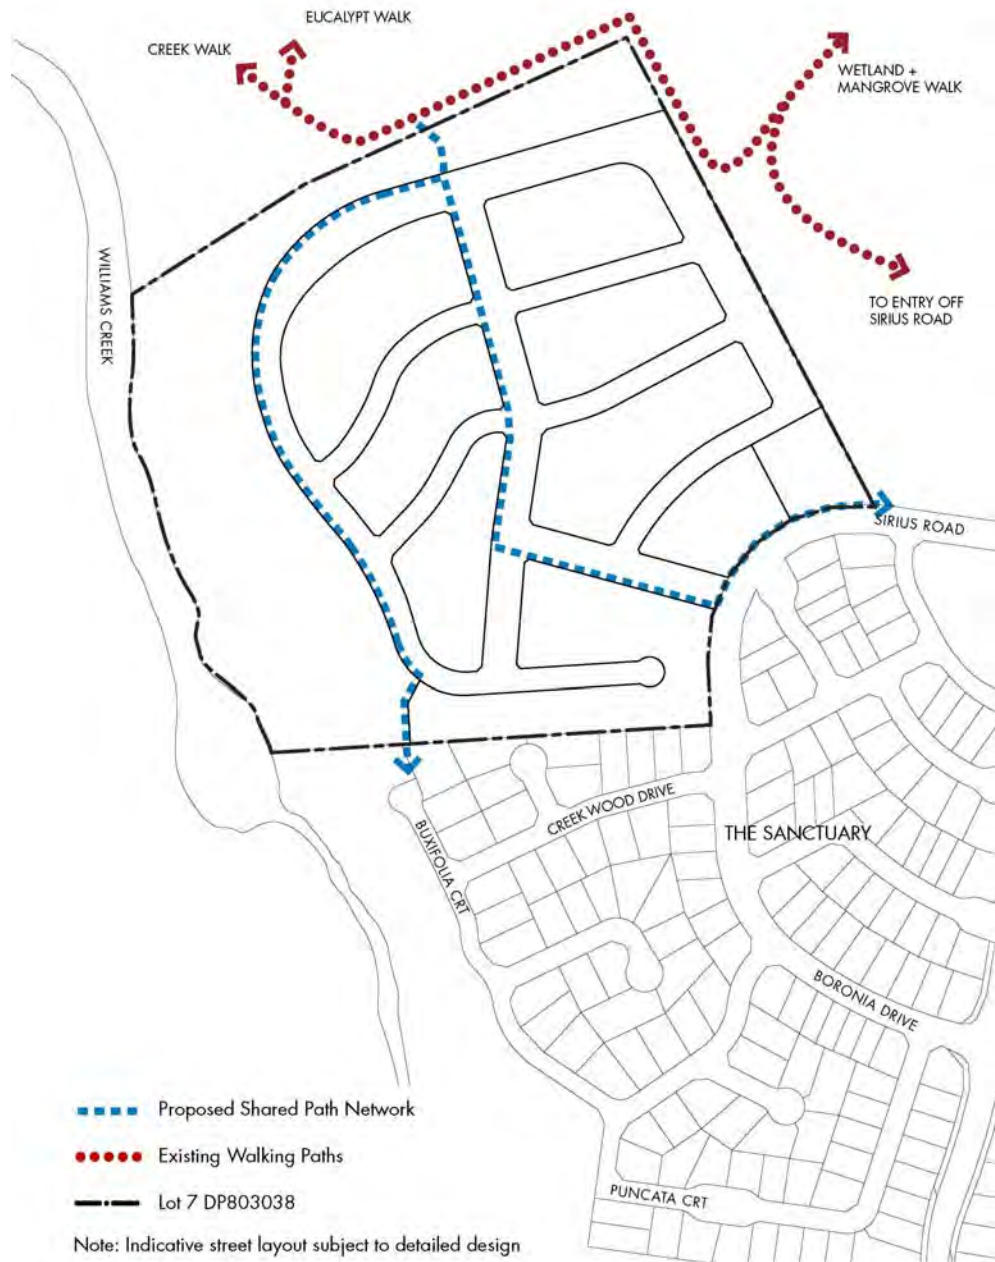 EUCALYPT WALK
CREEK WALK
WETLAND +
MANGROVE WALK
WILLIAMS CREEK
TO ENTRY OFF
SIRIUS ROAD
SIRIUS ROAD
CREEK WOOD DRIVE
THE SANCTUARY
BUXIFOLIA CRT
BORONIA DRIVE
Proposed Shared Path Network
Existing Walking Paths
PUNCATA CRT
Lot 7 DP803038
Note: Indicative street layout subject to detailed design